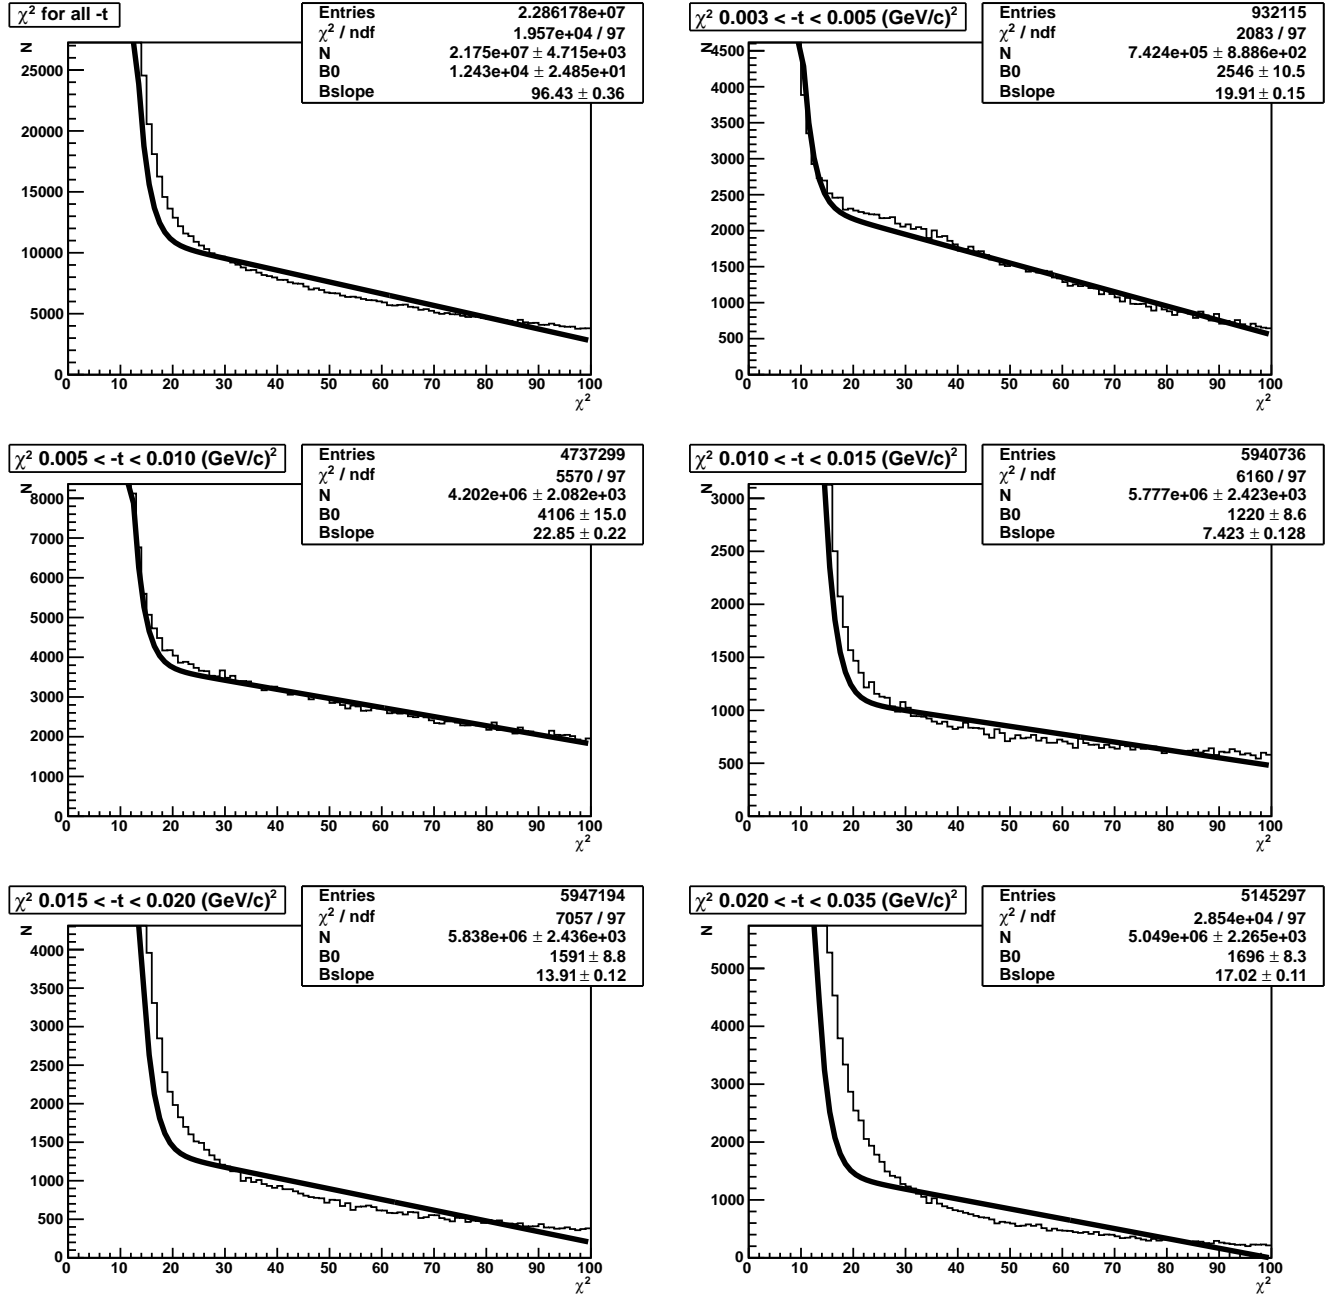 χ² for all -t
Entries 2.286178e+07
χ² / ndf 1.957e+04 / 97
N 2.175e+07 ± 4.715e+03
B0 1.243e+04 ± 2.485e+01
Bslope 96.43 ± 0.36
N
25000
20000
15000
10000
5000
0
0 10 20 30 40 50 60 70 80 90 100
χ²
χ² 0.003 < -t < 0.005 (GeV/c)²
Entries 932115
χ² / ndf 2083 / 97
N 7.424e+05 ± 8.886e+02
B0 2546 ± 10.5
Bslope 19.91 ± 0.15
N
4500
4000
3500
3000
2500
2000
1500
1000
500
0
0 10 20 30 40 50 60 70 80 90 100
χ²
χ² 0.005 < -t < 0.010 (GeV/c)²
Entries 4737299
χ² / ndf 5570 / 97
N 4.202e+06 ± 2.082e+03
B0 4106 ± 15.0
Bslope 22.85 ± 0.22
N
8000
7000
6000
5000
4000
3000
2000
1000
0
0 10 20 30 40 50 60 70 80 90 100
χ²
χ² 0.010 < -t < 0.015 (GeV/c)²
Entries 5940736
χ² / ndf 6160 / 97
N 5.777e+06 ± 2.423e+03
B0 1220 ± 8.6
Bslope 7.423 ± 0.128
N
3000
2500
2000
1500
1000
500
0
0 10 20 30 40 50 60 70 80 90 100
χ²
χ² 0.015 < -t < 0.020 (GeV/c)²
Entries 5947194
χ² / ndf 7057 / 97
N 5.838e+06 ± 2.436e+03
B0 1591 ± 8.8
Bslope 13.91 ± 0.12
N
4000
3500
3000
2500
2000
1500
1000
500
0
0 10 20 30 40 50 60 70 80 90 100
χ²
χ² 0.020 < -t < 0.035 (GeV/c)²
Entries 5145297
χ² / ndf 2.854e+04 / 97
N 5.049e+06 ± 2.265e+03
B0 1696 ± 8.3
Bslope 17.02 ± 0.11
N
5000
4000
3000
2000
1000
0
0 10 20 30 40 50 60 70 80 90 100
χ²